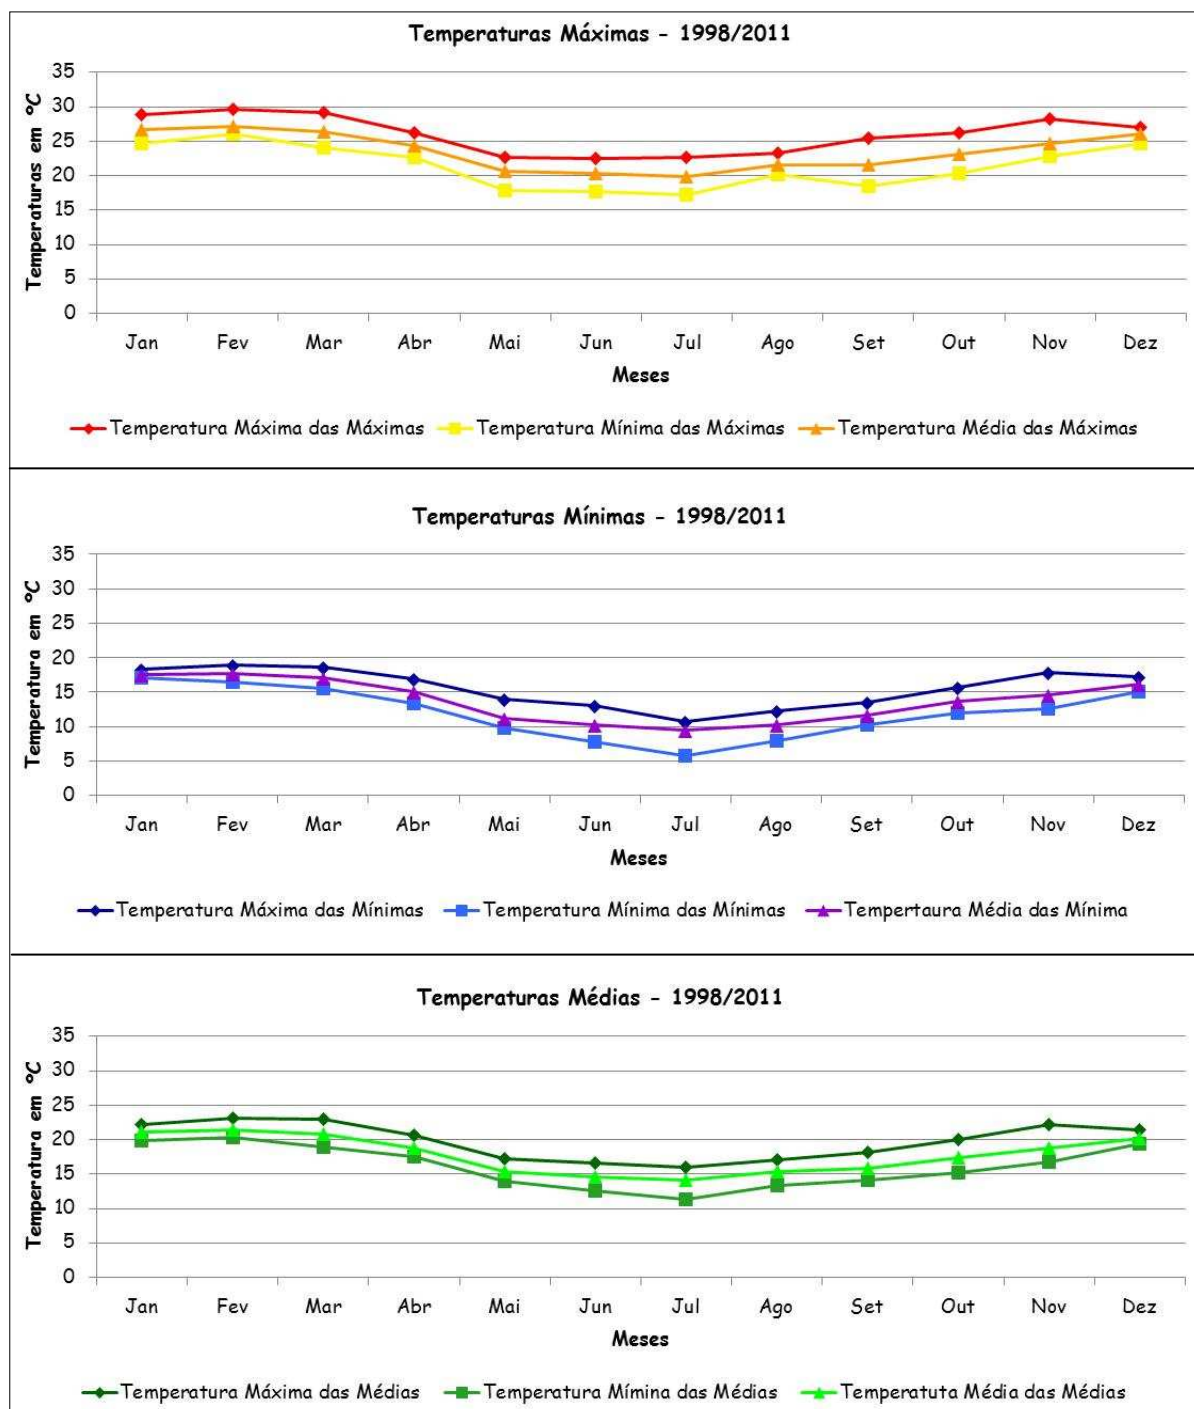 Temperaturas Máximas - 1998/2011
Temperaturas em ºC
35
30
25
20
15
10
5
0
Jan Fev Mar Abr Mai Jun Jul Ago Set Out Nov Dez
Meses
Temperatura Máxima das Máximas Temperatura Mínima das Máximas Temperatura Média das Máximas
Temperaturas Mínimas - 1998/2011
Temperatura em ºC
35
30
25
20
15
10
5
0
Jan Fev Mar Abr Mai Jun Jul Ago Set Out Nov Dez
Meses
Temperatura Máxima das Mínimas Temperatura Mínima das Mínimas Tempertaura Média das Mínima
Temperaturas Médias - 1998/2011
Temperatura em ºC
35
30
25
20
15
10
5
0
Jan Fev Mar Abr Mai Jun Jul Ago Set Out Nov Dez
Meses
Temperatura Máxima das Médias Temperatura Mímina das Médias Temperatuta Média das Médias